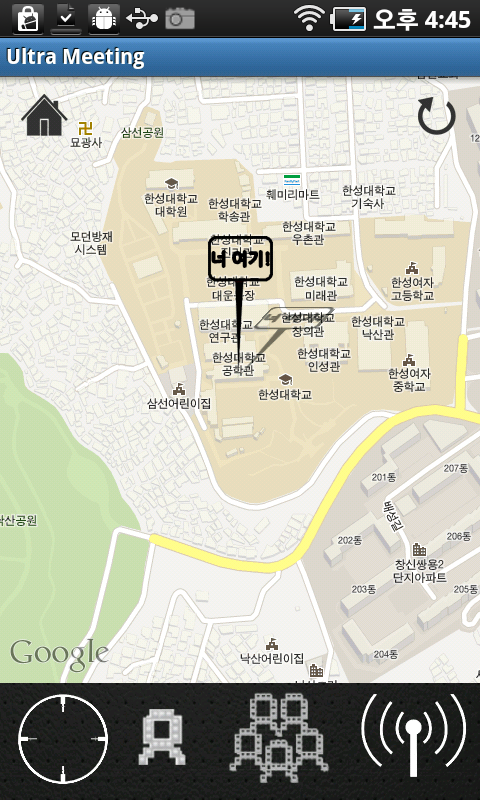 오후 4:45
Ultra Meeting
삼선공원
묘광사
한성대학교
대학원
한성대학교
학송관
훼미리마트
한성대학교
기숙사
모던방재
시스템
한성대학교
너 여기!
한성대학교
우촌관
한성대학교
미래관
한성여자
고등학교
한성대학교
연구관
한성대학교
창의관
한성대학교
낙산관
한성대학교
공학관
한성대학교
인성관
한성여자
중학교
삼선어린이집
한성대학교
낙산공원
201동
207동
배성길
202동
206동
창신쌍용2
단지아파트
203동
205동
204동
낙산어린이집
Google